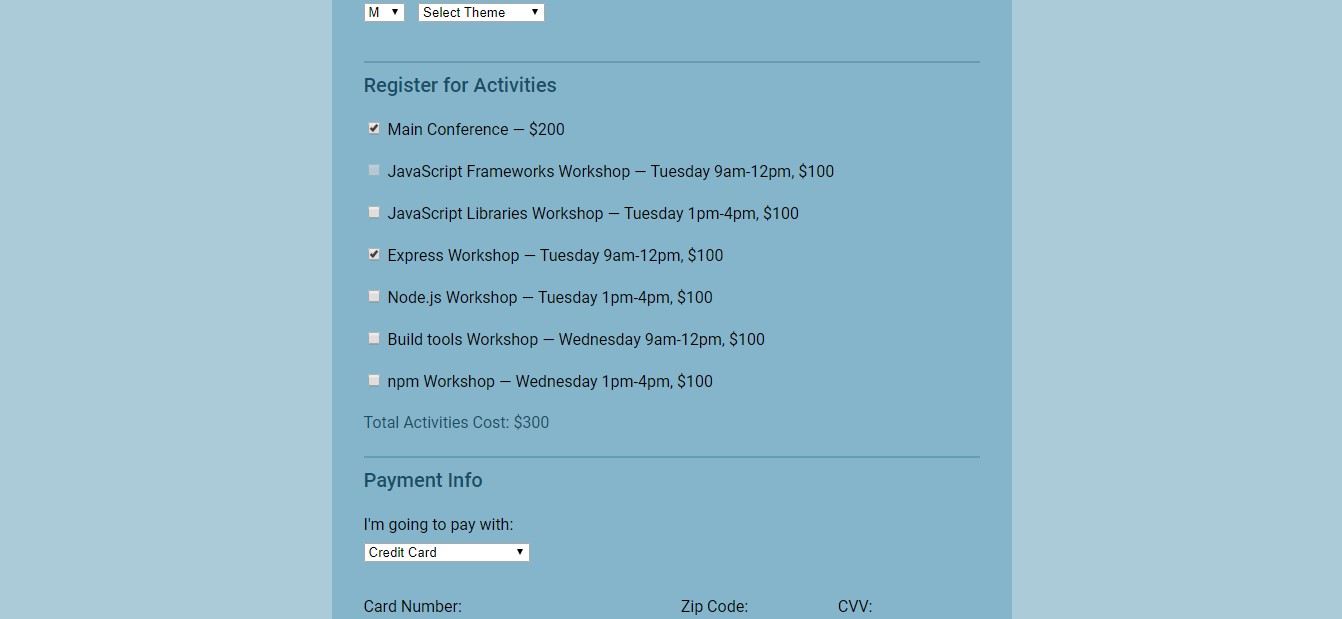 M Select Theme
Register for Activities
Main Conference — $200
JavaScript Frameworks Workshop — Tuesday 9am-12pm, $100
JavaScript Libraries Workshop — Tuesday 1pm-4pm, $100
Express Workshop — Tuesday 9am-12pm, $100
Node.js Workshop — Tuesday 1pm-4pm, $100
Build tools Workshop — Wednesday 9am-12pm, $100
npm Workshop — Wednesday 1pm-4pm, $100
Total Activities Cost: $300
Payment Info
I'm going to pay with:
Credit Card
Card Number: Zip Code: CVV: